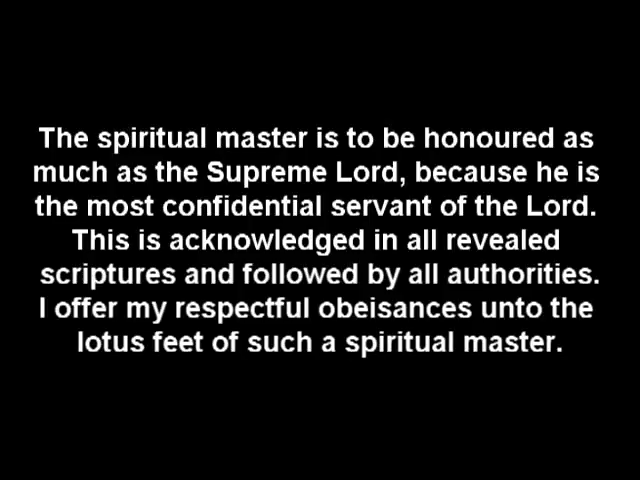 The spiritual master is to be honoured as
much as the Supreme Lord, because he is
the most confidential servant of the Lord.
This is acknowledged in all revealed
scriptures and followed by all authorities.
I offer my respectful obeisances unto the
lotus feet of such a spiritual master.